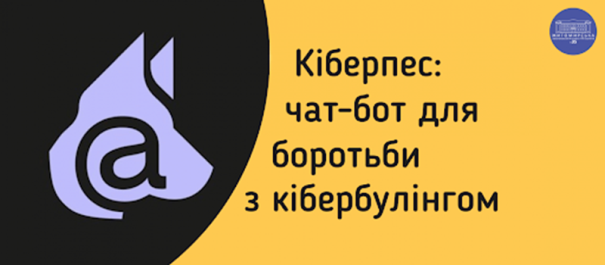 Кіберпес:
чат-бот для
боротьби
з кібербулінгом
@